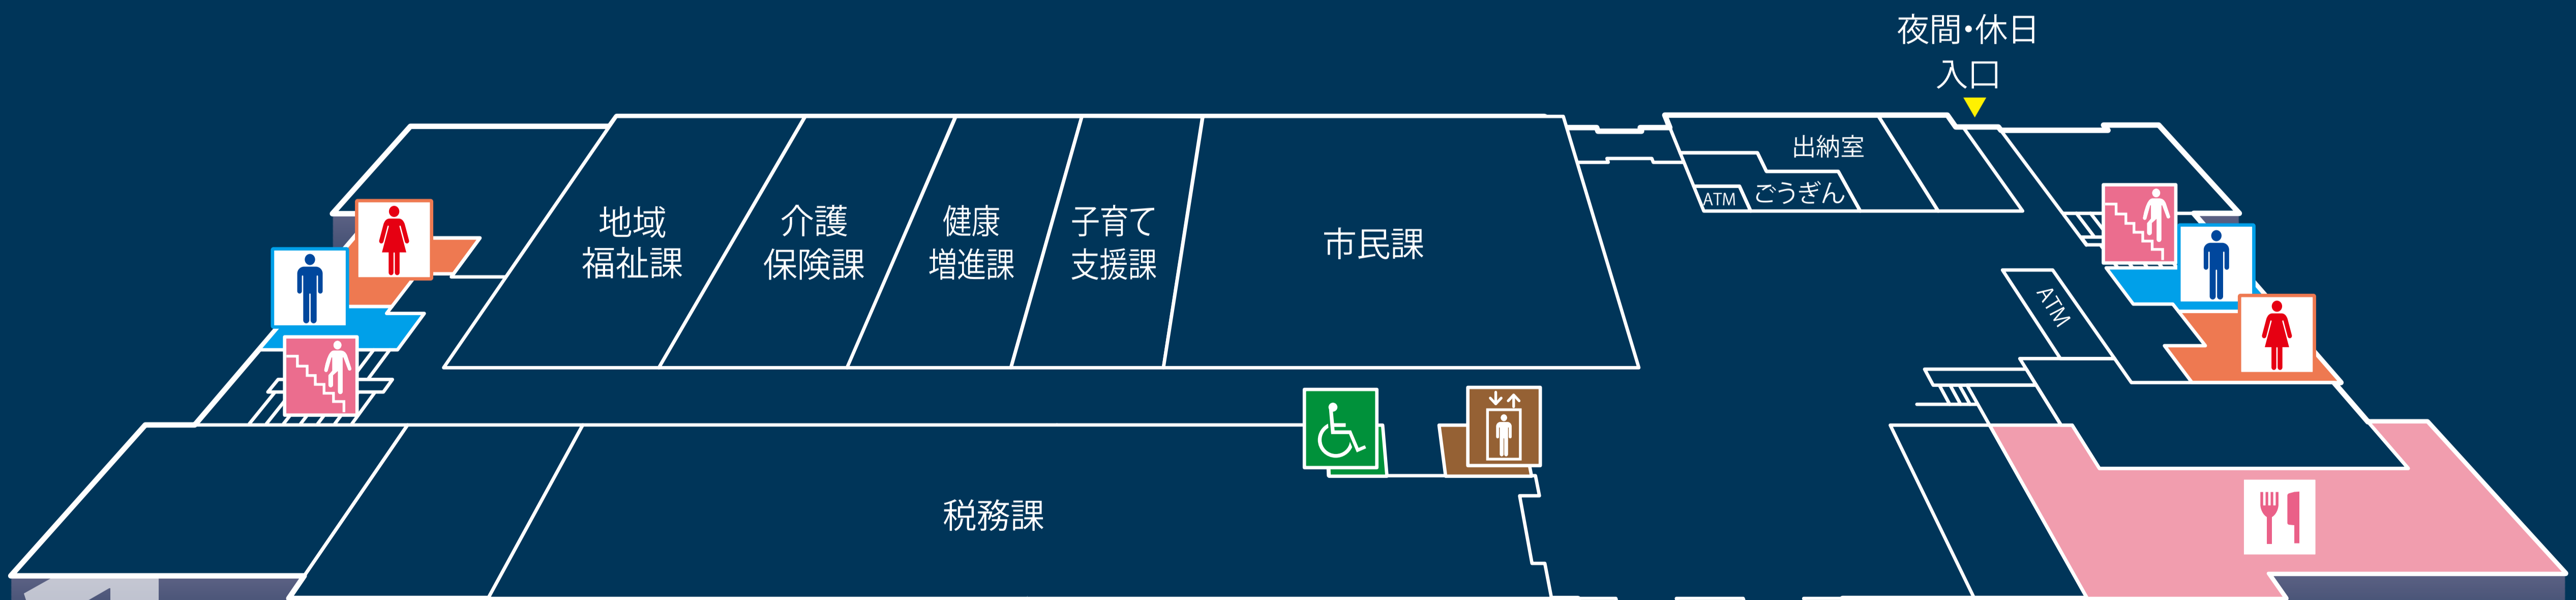 夜間・休日
入口
出納室
ATM
ごうぎん
地域
福祉課
介護
保険課
健康
増進課
子育て
支援課
市民課
ATM
税務課